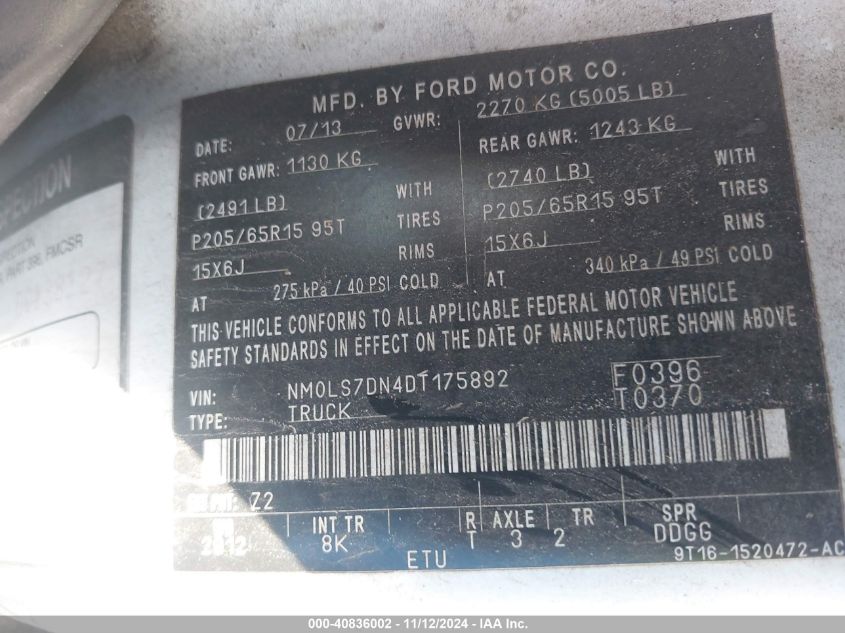 MFD. BY FORD MOTOR CO.
DATE: 07/13 GVWR: 2270 KG (5005 LB)
FRONT GAWR: 1130 KG REAR GAWR: 1243 KG
(2491 LB) WITH (2740 LB) WITH
P205/65R15 95T TIRES P205/65R15 95T TIRES
15X6J RIMS 15X6J RIMS
AT 275 kPa / 40 PSI COLD AT 340 kPa / 49 PSI COLD
THIS VEHICLE CONFORMS TO ALL APPLICABLE FEDERAL MOTOR VEHICLE
SAFETY STANDARDS IN EFFECT ON THE DATE OF MANUFACTURE SHOWN ABOVE
VIN: NM0LS7DN4DT175892 F0396
TYPE: TRUCK T0370
Z2
INT TR R AXLE TR SPR
8K T 3 2 DDGG
ETU 9T16-1520472-AC
PART 396, FMCSR
000-40836002 - 11/12/2024 - IAA Inc.